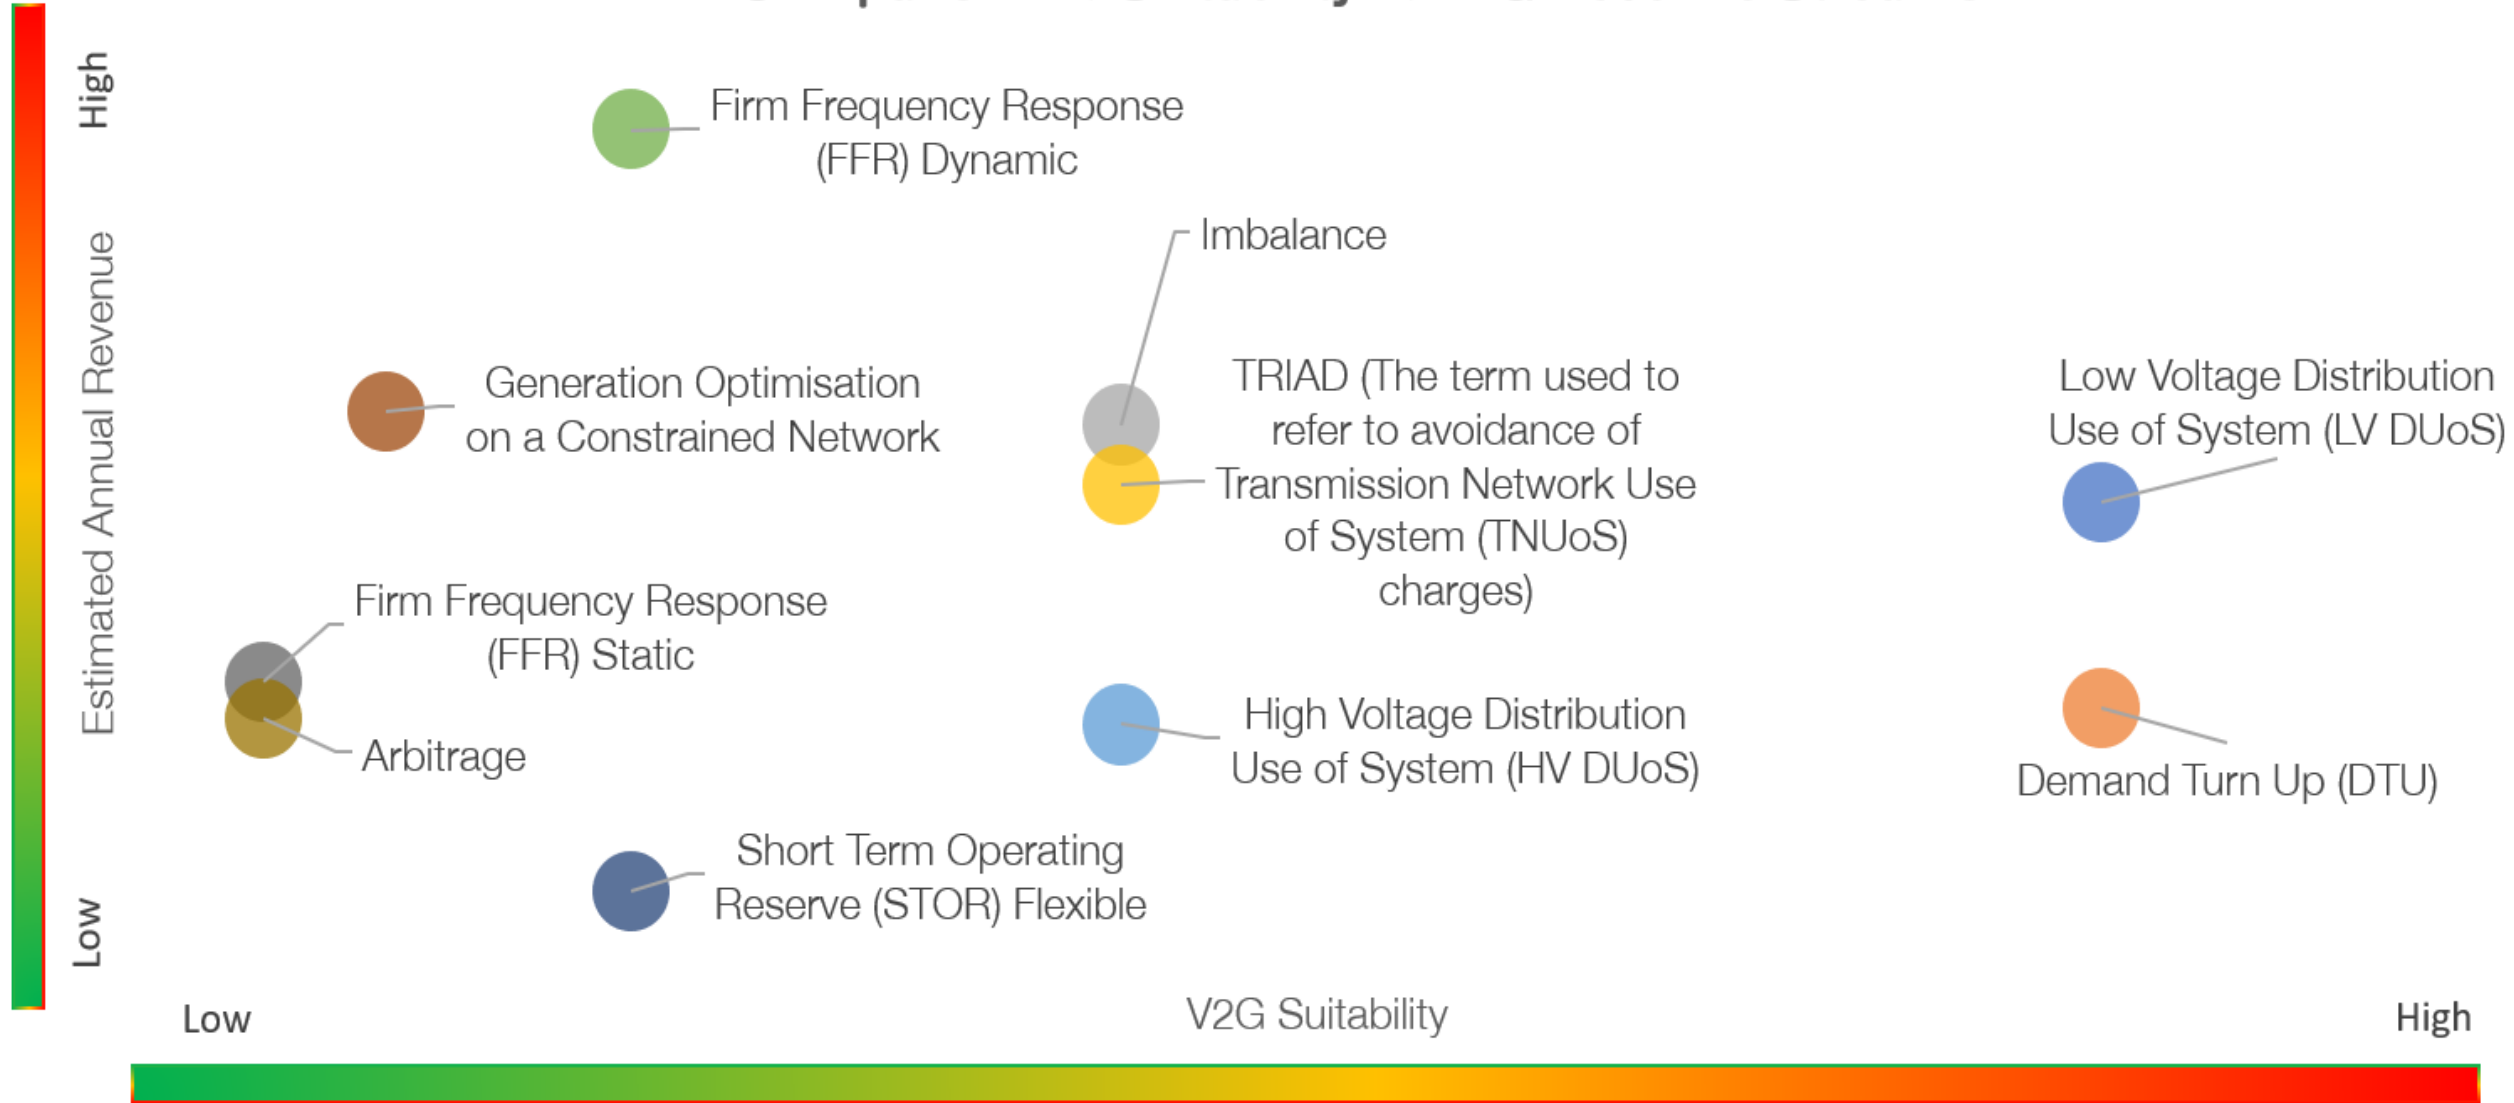 High
Estimated Annual Revenue
Low
Firm Frequency Response
(FFR) Dynamic
Imbalance
Generation Optimisation
on a Constrained Network
TRIAD (The term used to
refer to avoidance of
Transmission Network Use
of System (TNUoS)
charges)
Low Voltage Distribution
Use of System (LV DUoS)
Firm Frequency Response
(FFR) Static
Arbitrage
High Voltage Distribution
Use of System (HV DUoS)
Demand Turn Up (DTU)
Short Term Operating
Reserve (STOR) Flexible
Low
V2G Suitability
High